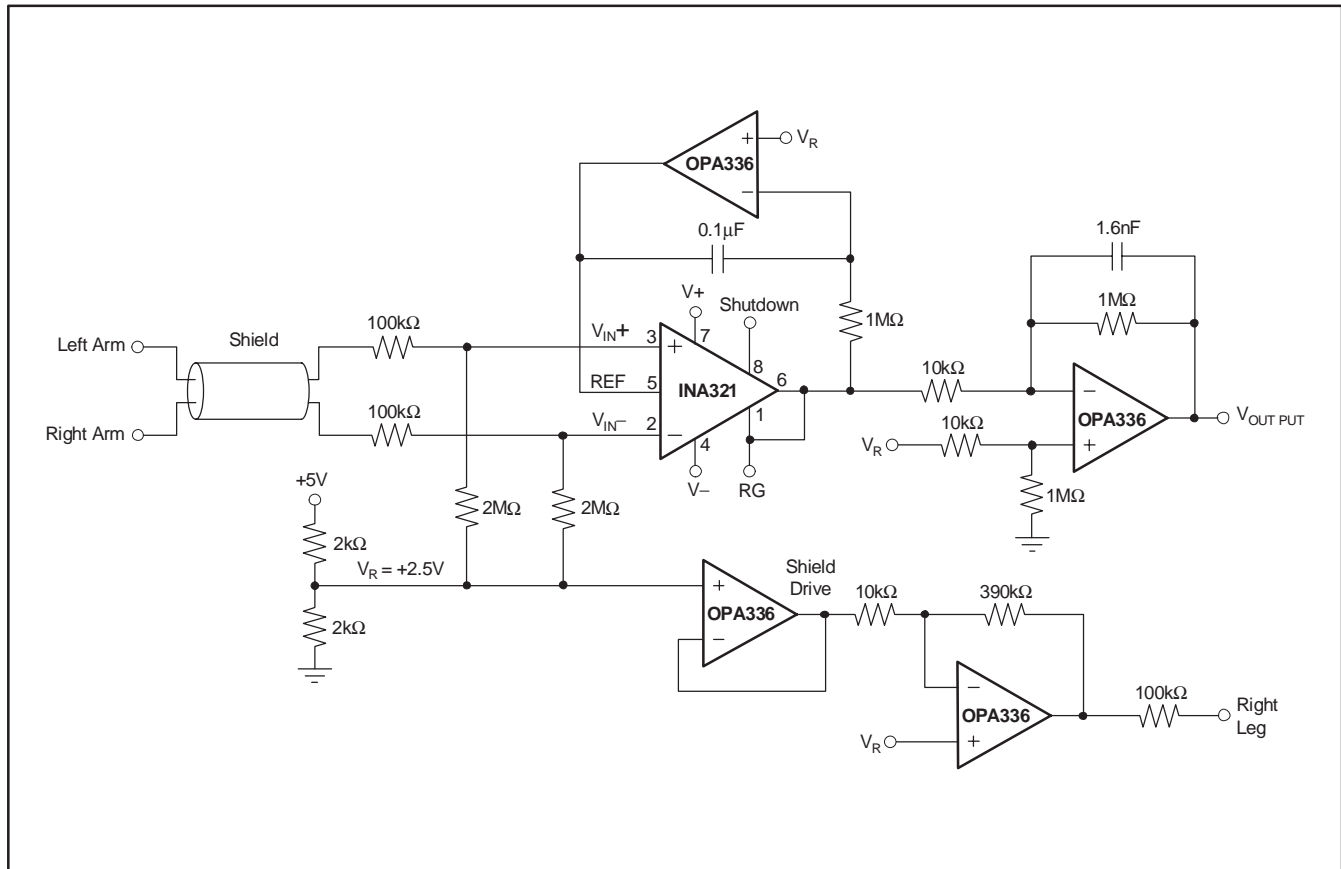 OPA336
+
−
V_R
0.1µF
1.6nF
V+
Shutdown
1MΩ
1MΩ
Left Arm
Shield
100kΩ
V_IN+
3
+
7
8
REF
5
INA321
6
10kΩ
−
Right Arm
100kΩ
V_IN−
2
−
4
1
V_R
10kΩ
+
OPA336
V_OUTPUT
+5V
2MΩ
2MΩ
V−
RG
1MΩ
2kΩ
V_R = +2.5V
2kΩ
+
OPA336
−
Shield
Drive
10kΩ
390kΩ
−
OPA336
+
V_R
100kΩ
Right
Leg